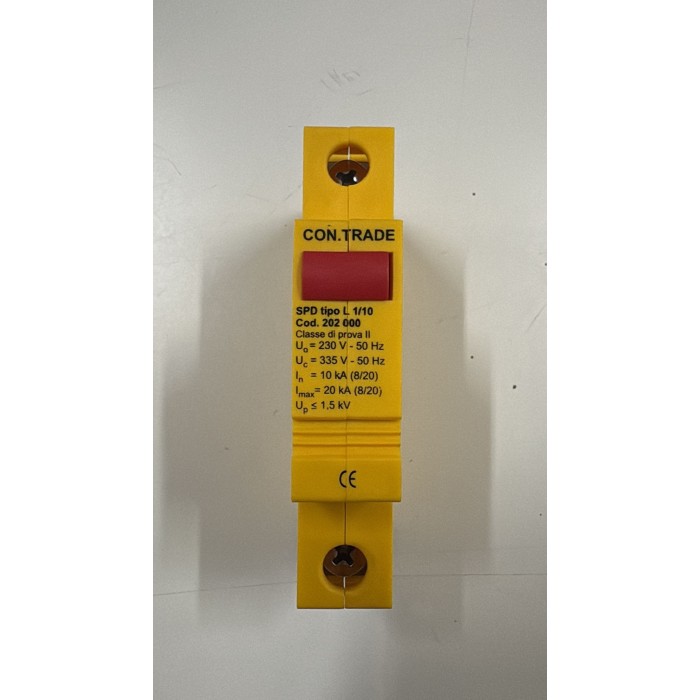 CON.TRADE
SPD tipo L 1/10
Cod. 202 000
Classe di prova II
Uo = 230 V - 50 Hz
Uc = 335 V - 50 Hz
In = 10 kA (8/20)
Imax= 20 kA (8/20)
Up ≤ 1,5 kV
CE